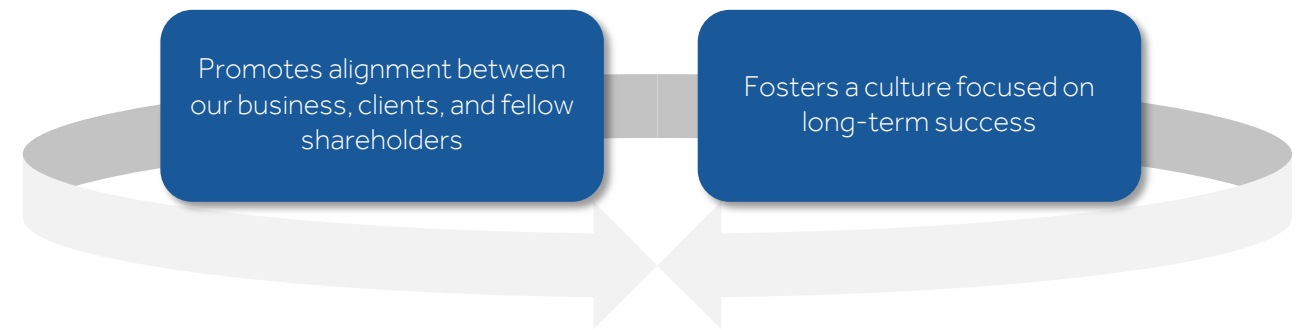 Promotes alignment between
our business, clients, and fellow
shareholders
Fosters a culture focused on
long-term success